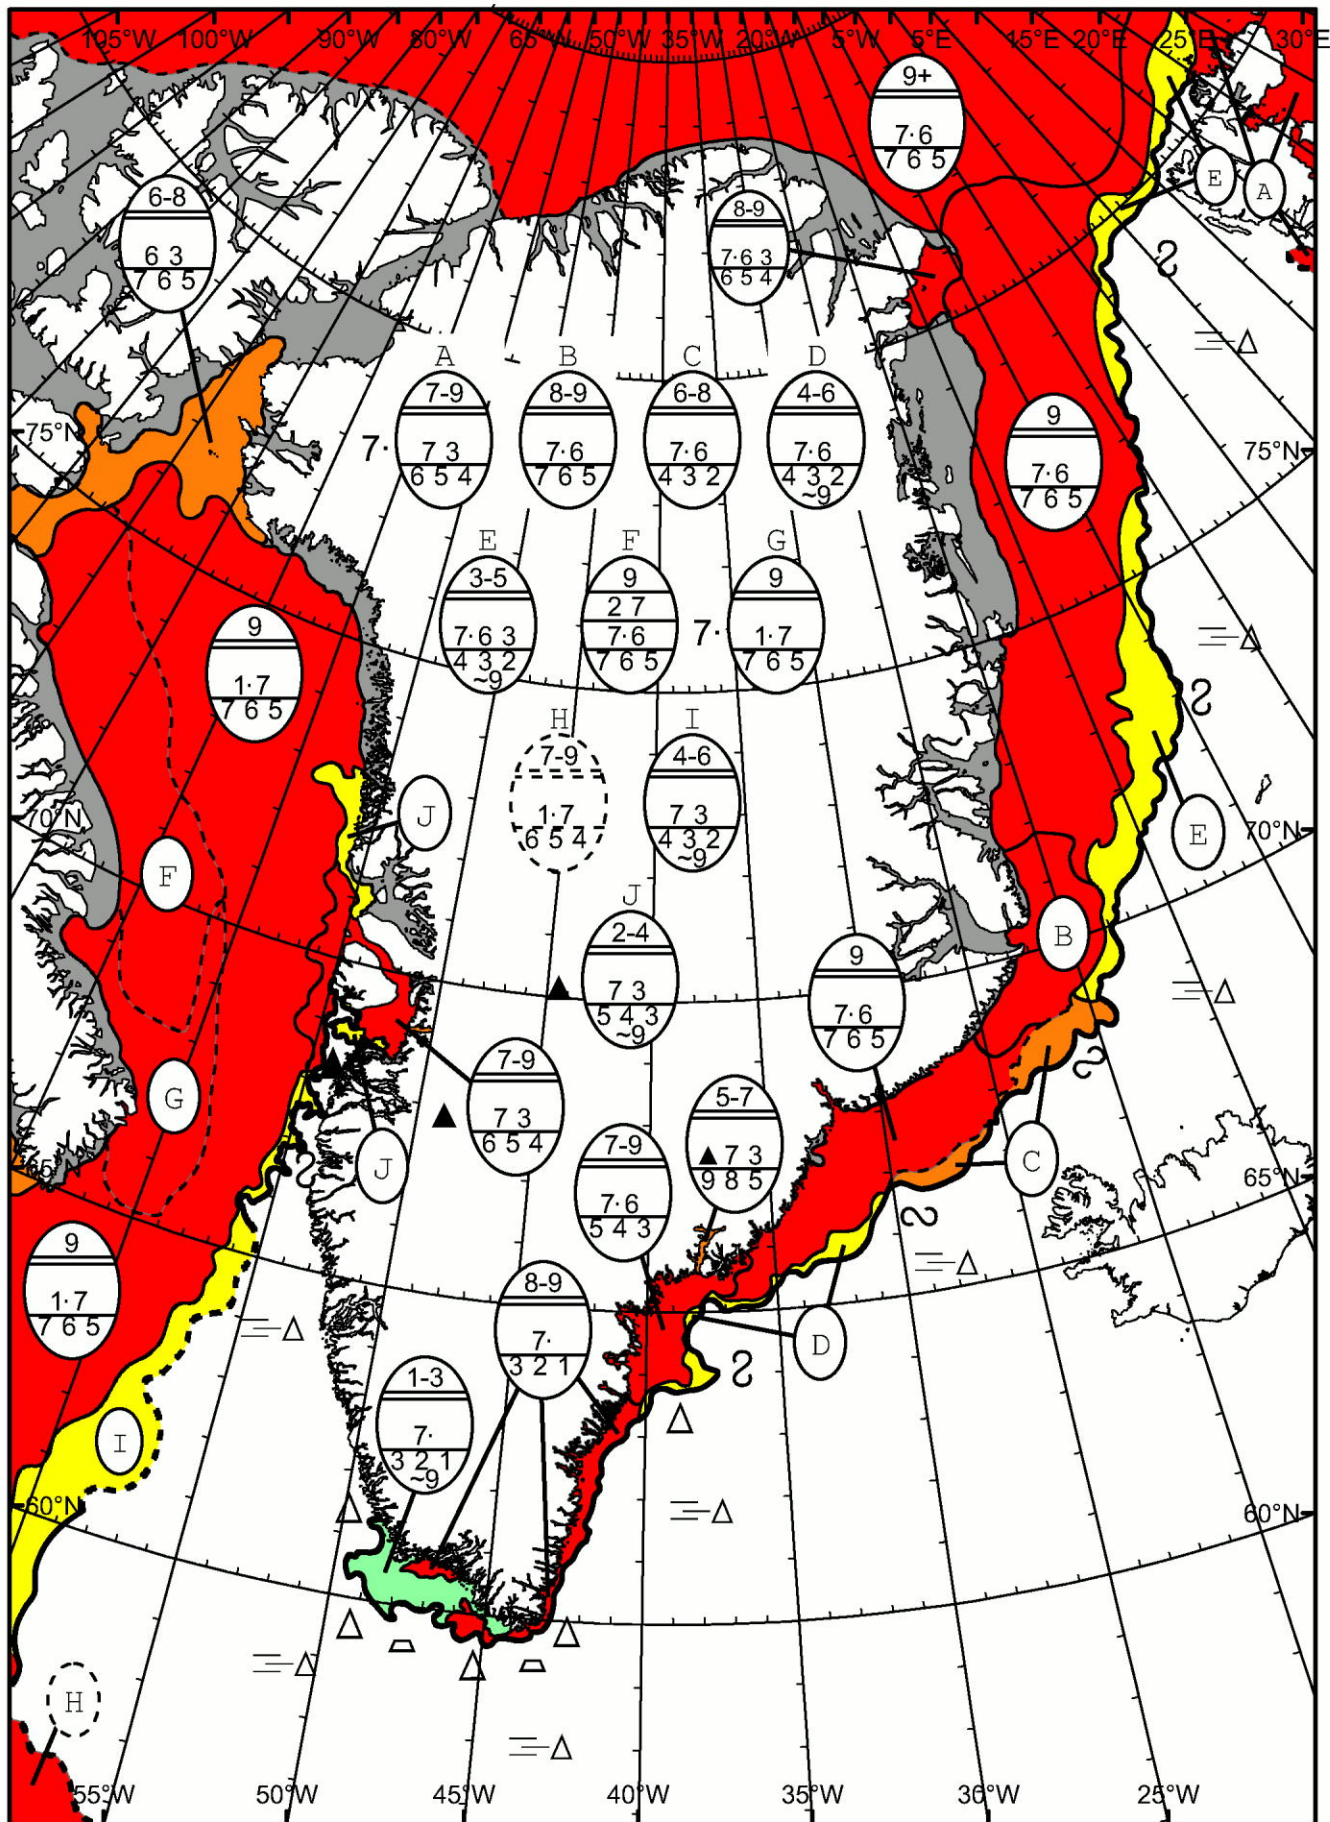 105°W 100°W 90°W 80°W 65°W 50°W 35°W 20°W 5°W 5°E 15°E 20°E 25°E 30°E
9+
7·6
7 6 5
E
A
6-8
6 3
7 6 5
8-9
7·6 3
6 5 4
A B C D
7-9 8-9 6-8 4-6
7· 7 3 7·6 7·6 7·6
6 5 4 7 6 5 4 3 2 4 3 2
~9
75°N
9
7·6
7 6 5
75°N
E F G
3-5 9 9
2 7
7·6 3 7·6 7· 1·7
4 3 2 7 6 5 7 6 5
~9
9
1·7
7 6 5
H I
7-9 4-6
1·7 7 3
6 5 4 4 3 2
~9
70°N
J
E
70°N
F
J
2-4
7 3
5 4 3
~9
9
7·6
7 6 5
B
G
7-9
7 3
6 5 4
5-7
7 3
9 8 5
J
7-9
7·6
5 4 3
C
65°N
65°N
9
1·7
7 6 5
8-9
7·
3 2 1
D
1-3
7·
3 2 1
~9
I
60°N
60°N
H
55°W 50°W 45°W 40°W 35°W 30°W 25°W